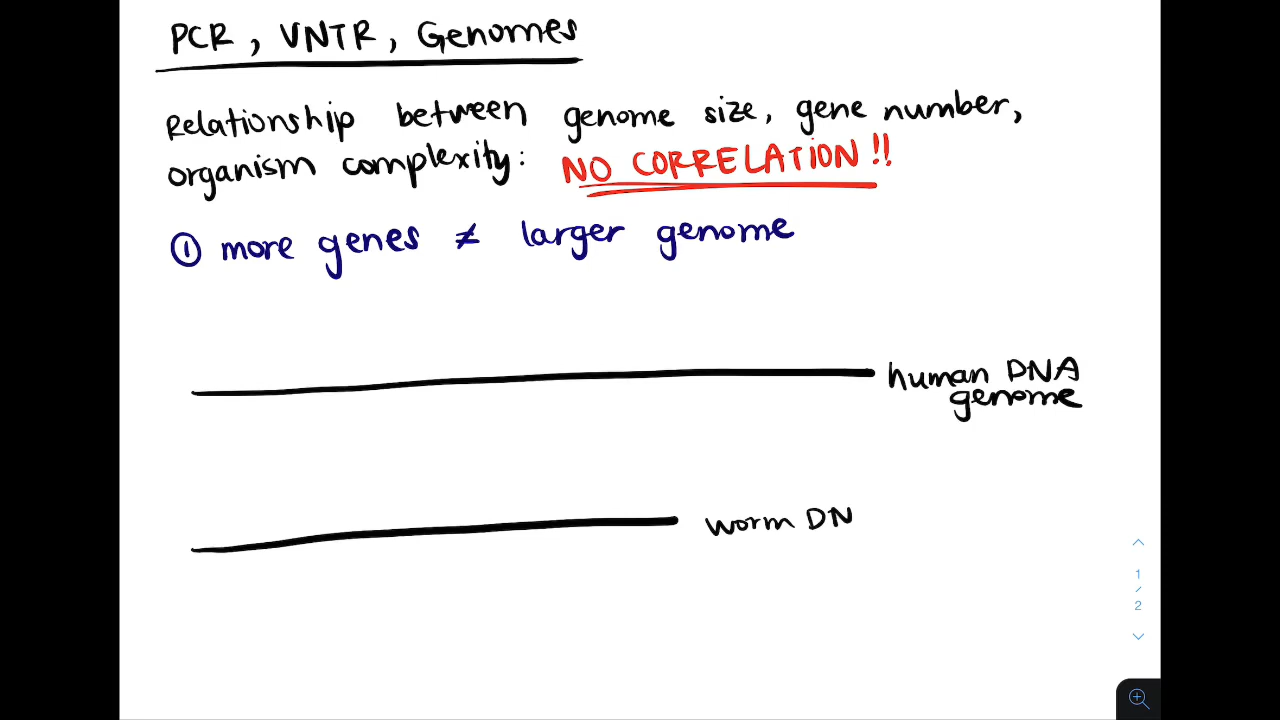 PCR, VNTR, Genomes
Relationship between genome size, gene number,
organism complexity: NO CORRELATION!!
① more genes ≠ larger genome
human DNA
genome
worm DN
1
/
2